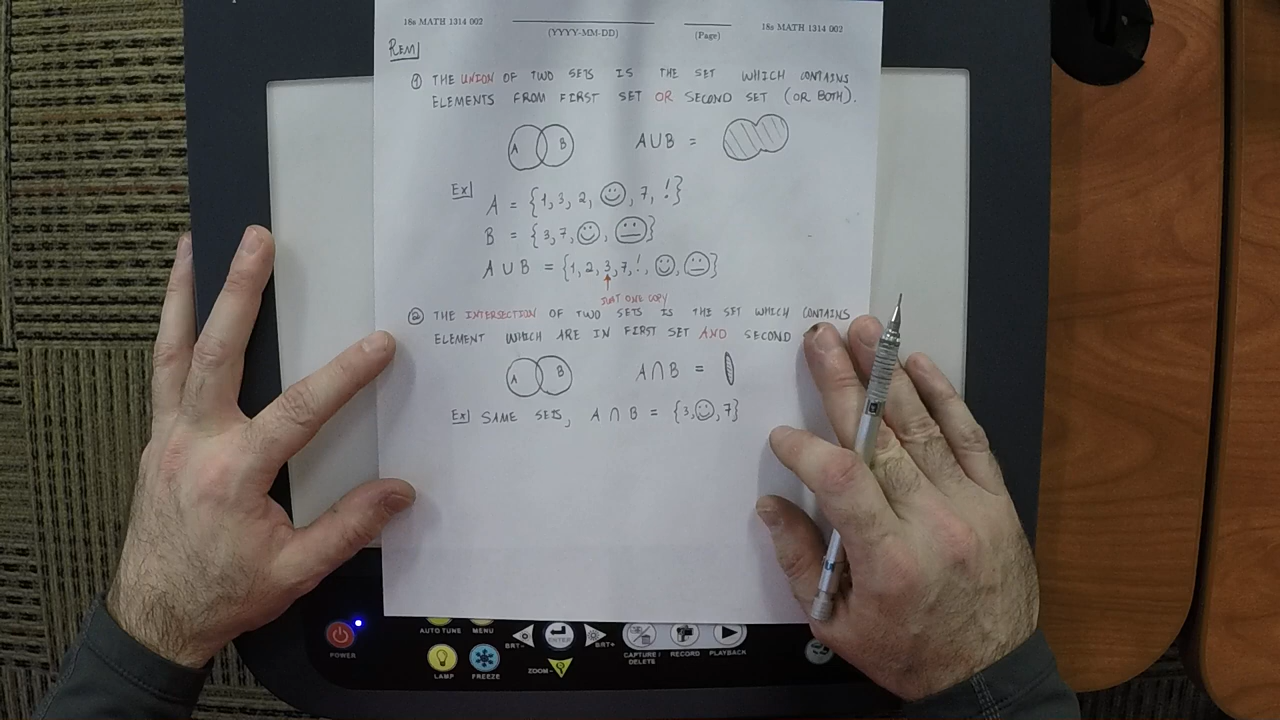 18s MATH 1314 002 (YYYY-MM-DD) (Page) 18s MATH 1314 002
REM
① THE UNION OF TWO SETS IS THE SET WHICH CONTAINS
ELEMENTS FROM FIRST SET OR SECOND SET (OR BOTH).
A B A∪B =
Ex A = {1, 3, 2, ☺, 7, !}
B = {3, 7, ☺, 😐}
A∪B = {1, 2, 3, 7, !, ☺, 😐}
JUST ONE COPY
② THE INTERSECTION OF TWO SETS IS THE SET WHICH CONTAINS
ELEMENT WHICH ARE IN FIRST SET AND SECOND
A B A∩B =
Ex SAME SETS, A∩B = {3, ☺, 7}
POWER
AUTO TUNE MENU
BRT- ENTER BRT+
CAPTURE / DELETE RECORD PLAYBACK
LAMP FREEZE ZOOM-